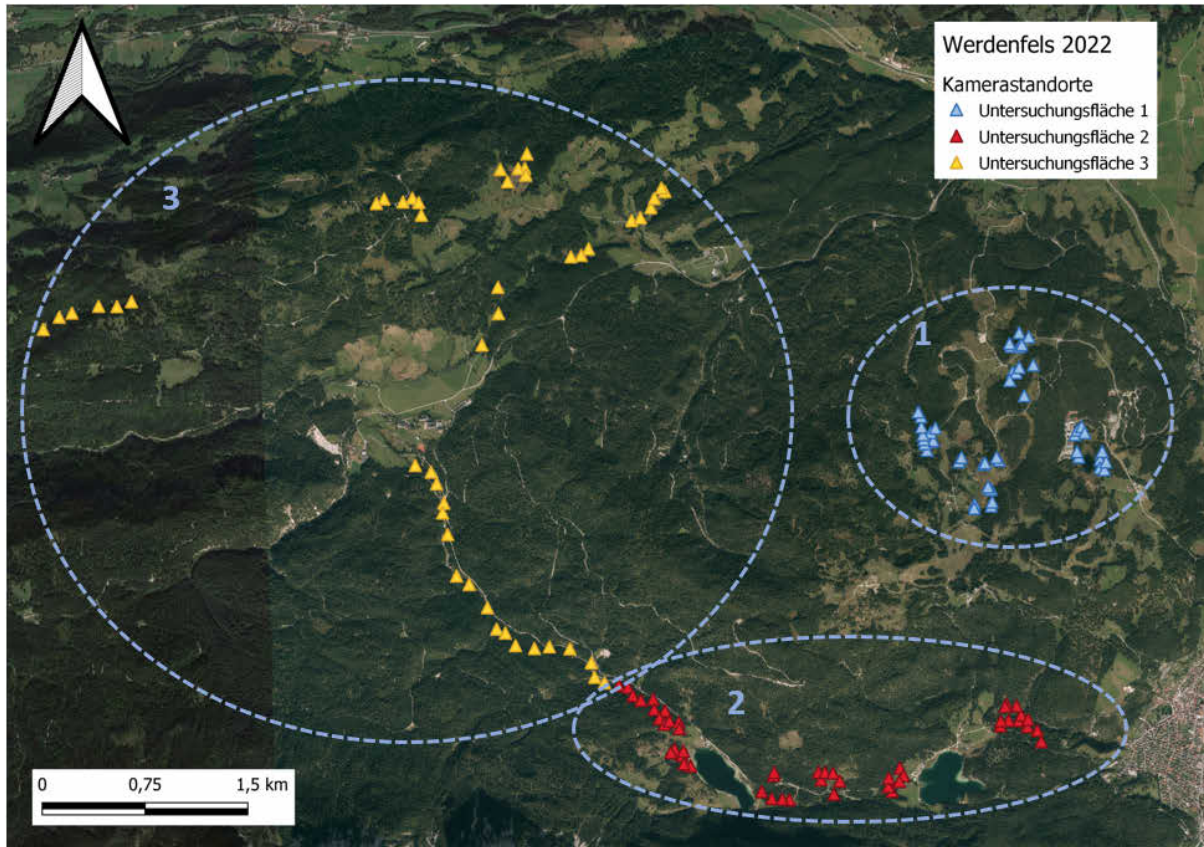 Werdenfels 2022
Kamerastandorte
Untersuchungsfläche 1
Untersuchungsfläche 2
Untersuchungsfläche 3
3
1
2
0 0,75 1,5 km